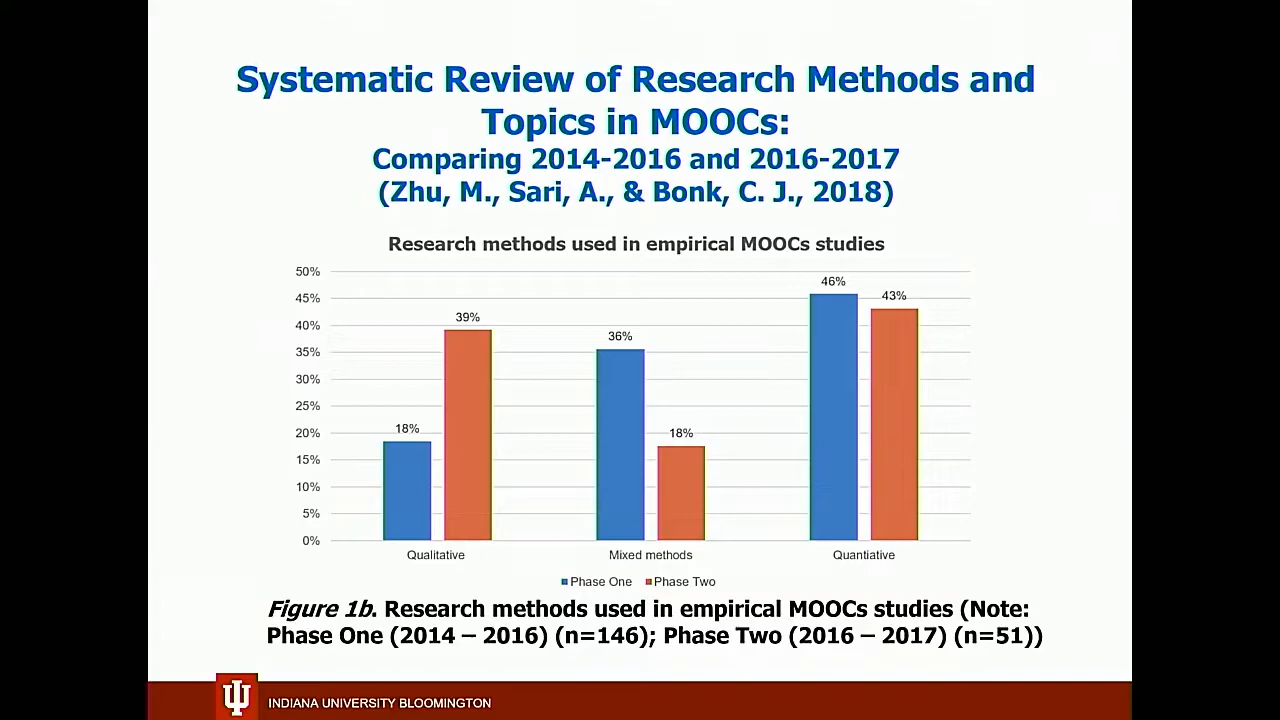 Systematic Review of Research Methods and
Topics in MOOCs:
Comparing 2014-2016 and 2016-2017
(Zhu, M., Sari, A., & Bonk, C. J., 2018)
Research methods used in empirical MOOCs studies
50%
45%
40%
35%
30%
25%
20%
15%
10%
5%
0%
18%
39%
36%
18%
46%
43%
Qualitative Mixed methods Quantiative
Phase One Phase Two
Figure 1b. Research methods used in empirical MOOCs studies (Note:
Phase One (2014 – 2016) (n=146); Phase Two (2016 – 2017) (n=51))
INDIANA UNIVERSITY BLOOMINGTON